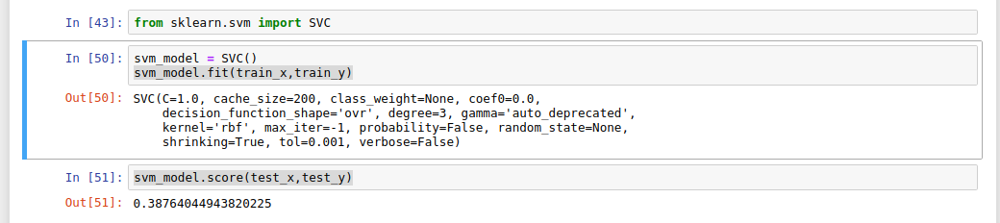 In [43]: from sklearn.svm import SVC
In [50]: svm_model = SVC()
svm_model.fit(train_x,train_y)
Out[50]: SVC(C=1.0, cache_size=200, class_weight=None, coef0=0.0,
    decision_function_shape='ovr', degree=3, gamma='auto_deprecated',
    kernel='rbf', max_iter=-1, probability=False, random_state=None,
    shrinking=True, tol=0.001, verbose=False)
In [51]: svm_model.score(test_x,test_y)
Out[51]: 0.38764044943820225